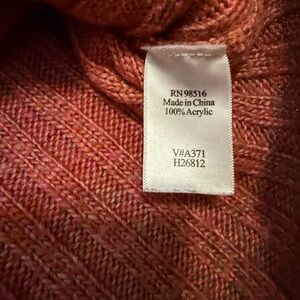 RN 98516
Made in China
100% Acrylic
V#A371
H26812